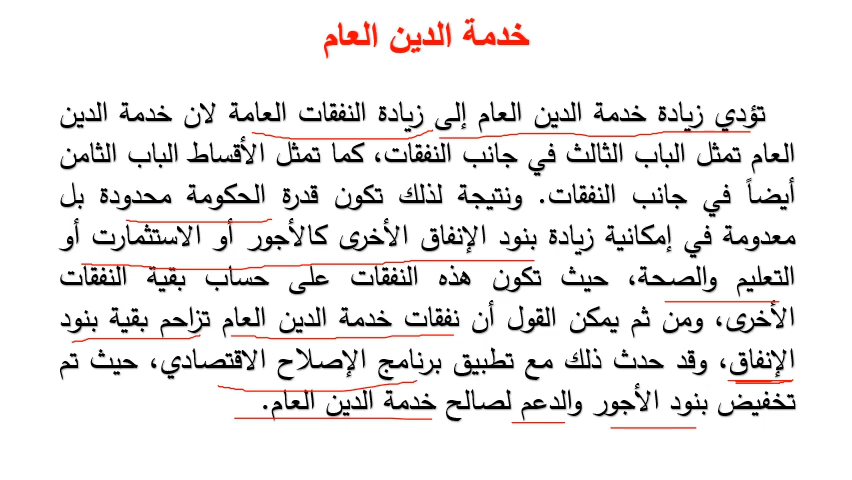 خدمة الدين العام
تؤدي زيادة خدمة الدين العام إلى زيادة النفقات العامة لان خدمة الدين
العام تمثل الباب الثالث في جانب النفقات، كما تمثل الأقساط الباب الثامن
أيضاً في جانب النفقات. ونتيجة لذلك تكون قدرة الحكومة محدودة بل
معدومة في إمكانية زيادة بنود الإنفاق الأخرى كالأجور أو الاستثمارت أو
التعليم والصحة، حيث تكون هذه النفقات على حساب بقية النفقات
الأخرى، ومن ثم يمكن القول أن نفقات خدمة الدين العام تزاحم بقية بنود
الإنفاق، وقد حدث ذلك مع تطبيق برنامج الإصلاح الاقتصادي، حيث تم
تخفيض بنود الأجور والدعم لصالح خدمة الدين العام.